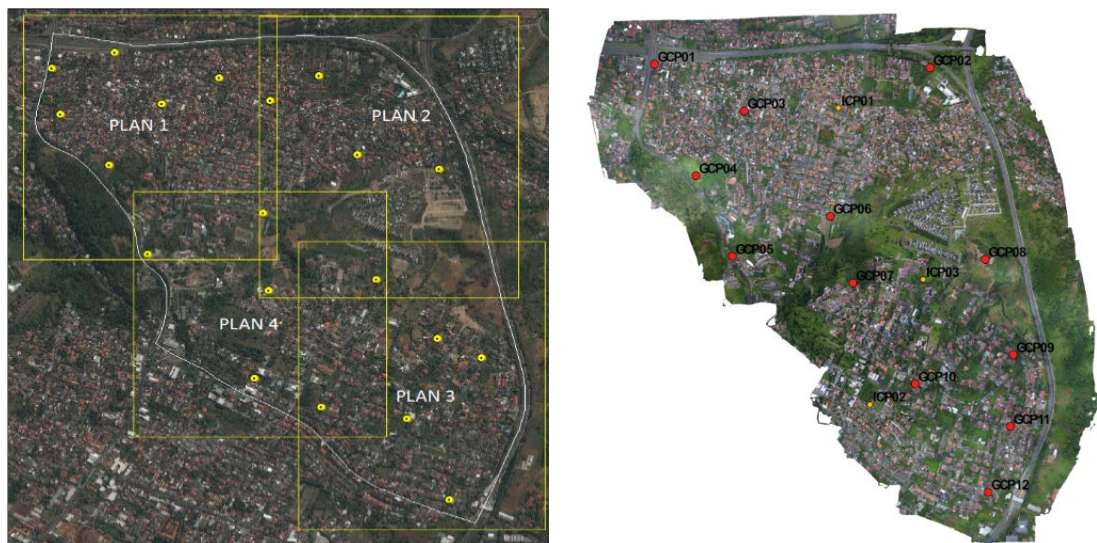 PLAN 1
PLAN 2
PLAN 4
PLAN 3
GCP01
GCP02
GCP03
ICP01
GCP04
GCP06
GCP05
GCP08
GCP07
ICP03
GCP09
GCP10
ICP02
GCP11
GCP12